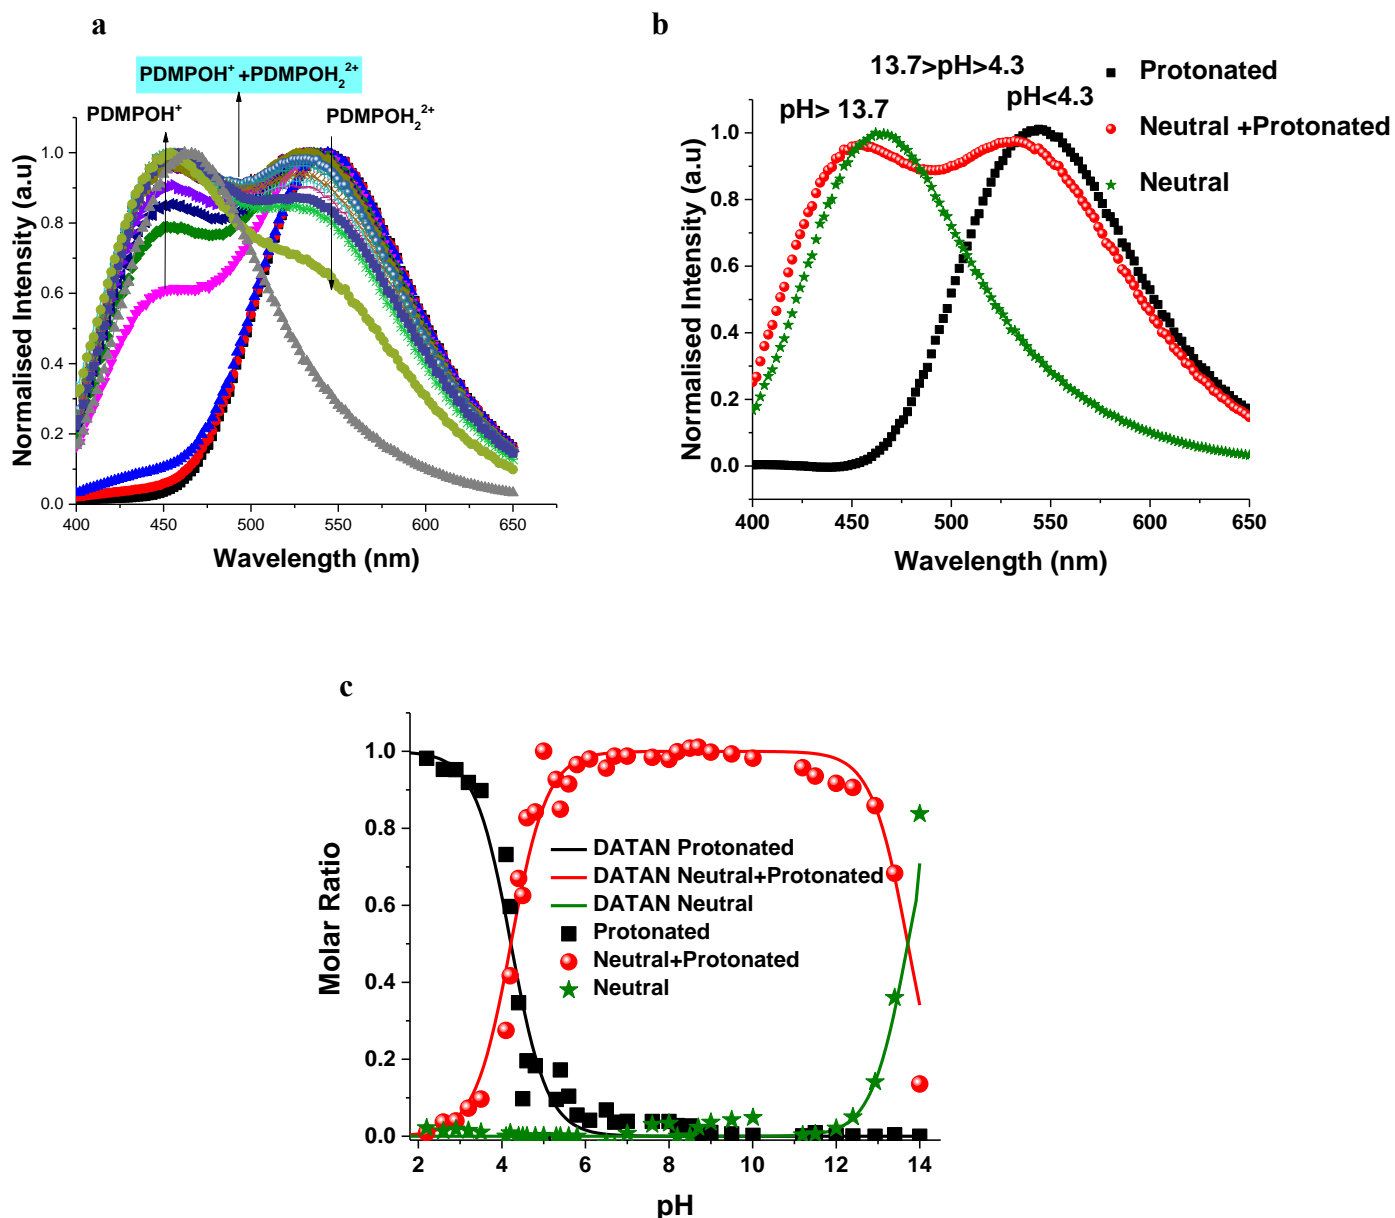 a
PDMPOH⁺ +PDMPOH₂²⁺
PDMPOH⁺
PDMPOH₂²⁺
Normalised Intensity (a.u)
1.0
0.8
0.6
0.4
0.2
0.0
400 450 500 550 600 650
Wavelength (nm)
b
13.7>pH>4.3
pH> 13.7
pH<4.3
Protonated
Neutral +Protonated
Neutral
Normalised Intensity (a.u)
1.0
0.8
0.6
0.4
0.2
0.0
400 450 500 550 600 650
Wavelength (nm)
c
Molar Ratio
1.0
0.8
0.6
0.4
0.2
0.0
DATAN Protonated
DATAN Neutral+Protonated
DATAN Neutral
Protonated
Neutral+Protonated
Neutral
2 4 6 8 10 12 14
pH